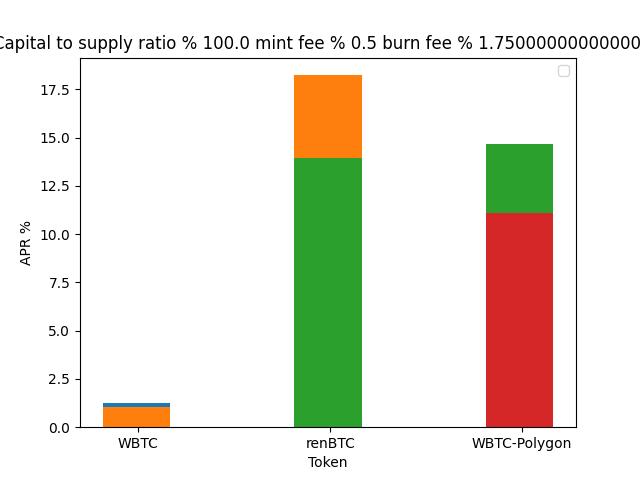 Capital to supply ratio % 100.0 mint fee % 0.5 burn fee % 1.75000000000000
17.5
15.0
12.5
10.0
7.5
5.0
2.5
0.0
APR %
WBTC renBTC WBTC-Polygon
Token